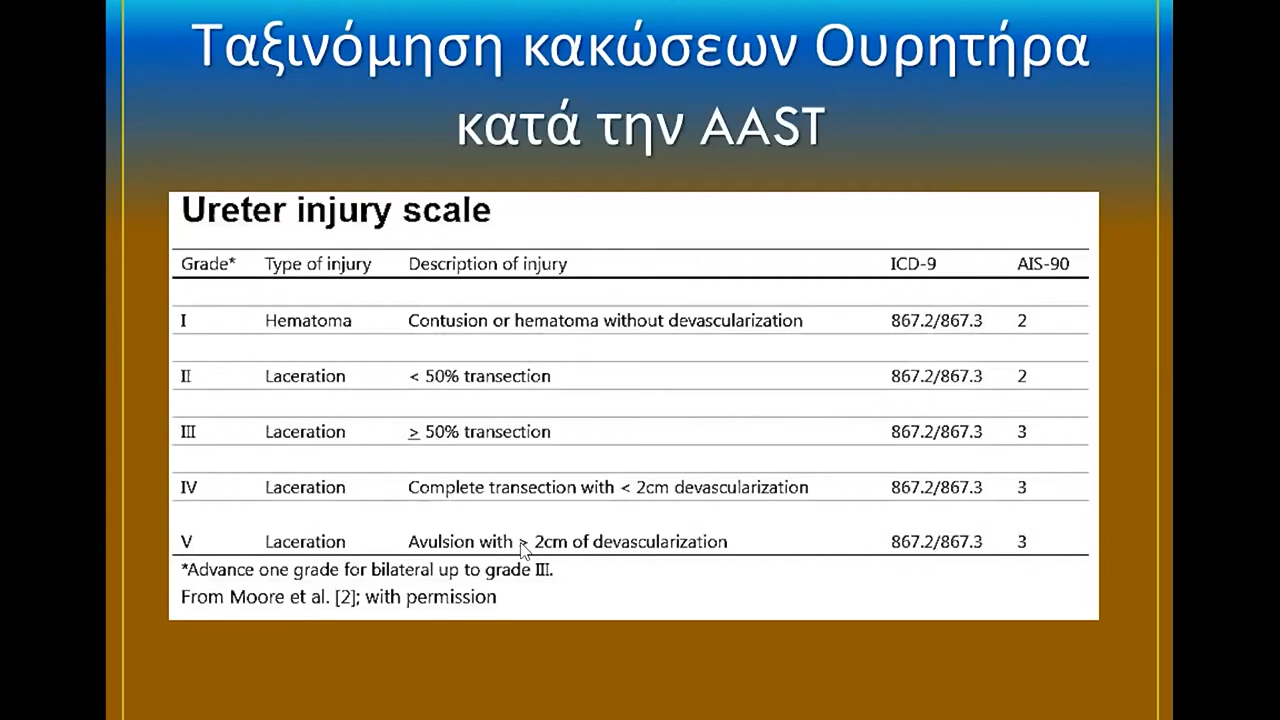 Ταξινόμηση κακώσεων Ουρητήρα
κατά την AAST
Ureter injury scale
Grade* Type of injury Description of injury ICD-9 AIS-90
I Hematoma Contusion or hematoma without devascularization 867.2/867.3 2
II Laceration < 50% transection 867.2/867.3 2
III Laceration ≥ 50% transection 867.2/867.3 3
IV Laceration Complete transection with < 2cm devascularization 867.2/867.3 3
V Laceration Avulsion with > 2cm of devascularization 867.2/867.3 3
*Advance one grade for bilateral up to grade III.
From Moore et al. [2]; with permission